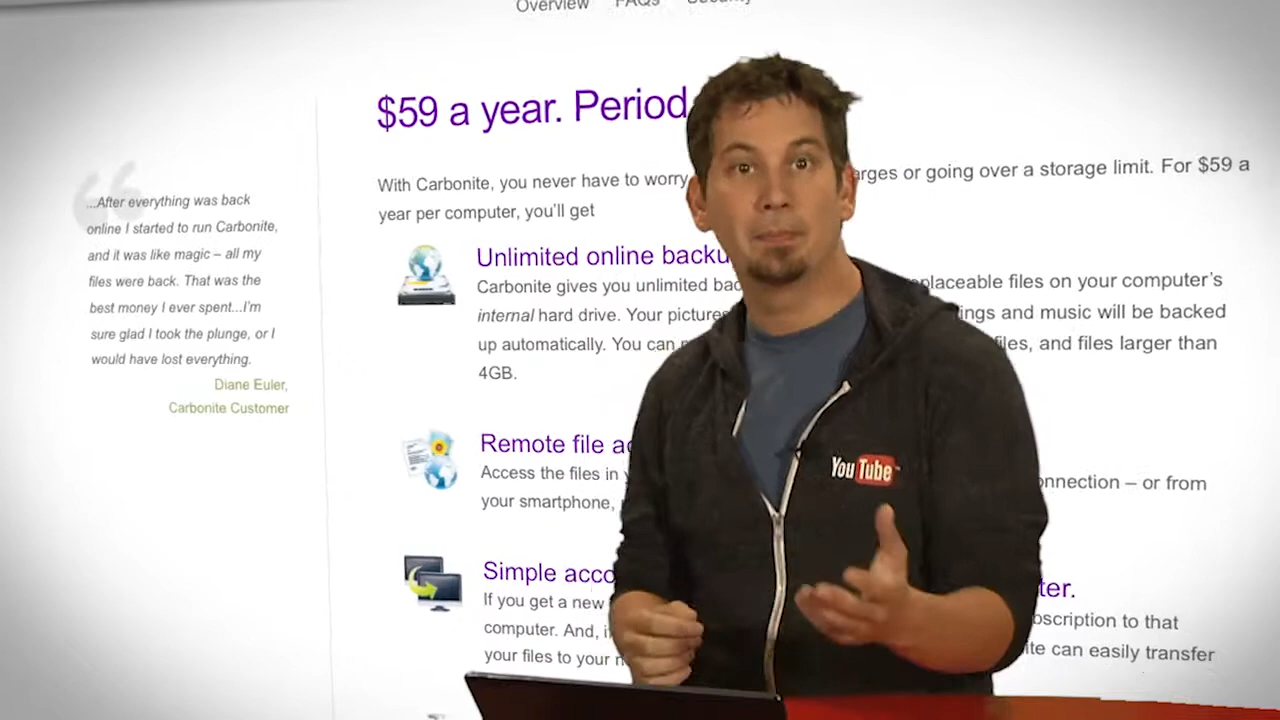 Overview FAQs Security
$59 a year. Period
With Carbonite, you never have to worry arges or going over a storage limit. For $59 a
year per computer, you'll get
...After everything was back
online I started to run Carbonite,
and it was like magic – all my
files were back. That was the
best money I ever spent...I'm
sure glad I took the plunge, or I
would have lost everything.
Diane Euler,
Carbonite Customer
Unlimited online backu
Carbonite gives you unlimited bac placeable files on your computer's
internal hard drive. Your pictures ings and music will be backed
up automatically. You can files, and files larger than
4GB.
Remote file ac
Access the files in y onnection – or from
your smartphone,
Simple acco ter.
If you get a new bscription to that
computer. And, i ite can easily transfer
your files to your n
YouTube